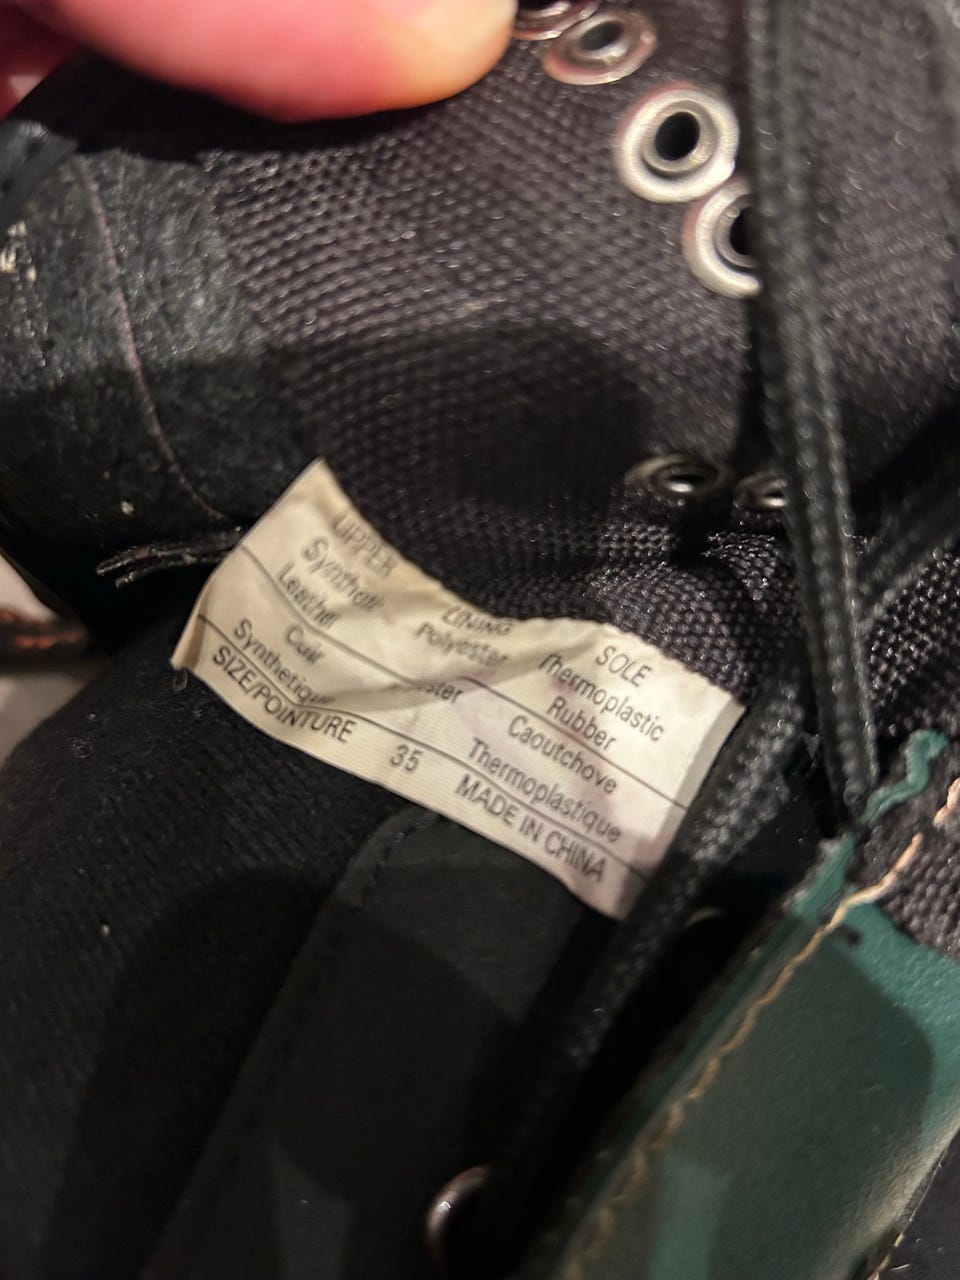 UPPER LINING SOLE
Synthetic Polyester Thermoplastic
Leather Rubber
Cuir Caoutchove
Synthetique Thermoplastique
SIZE/POINTURE 35 MADE IN CHINA